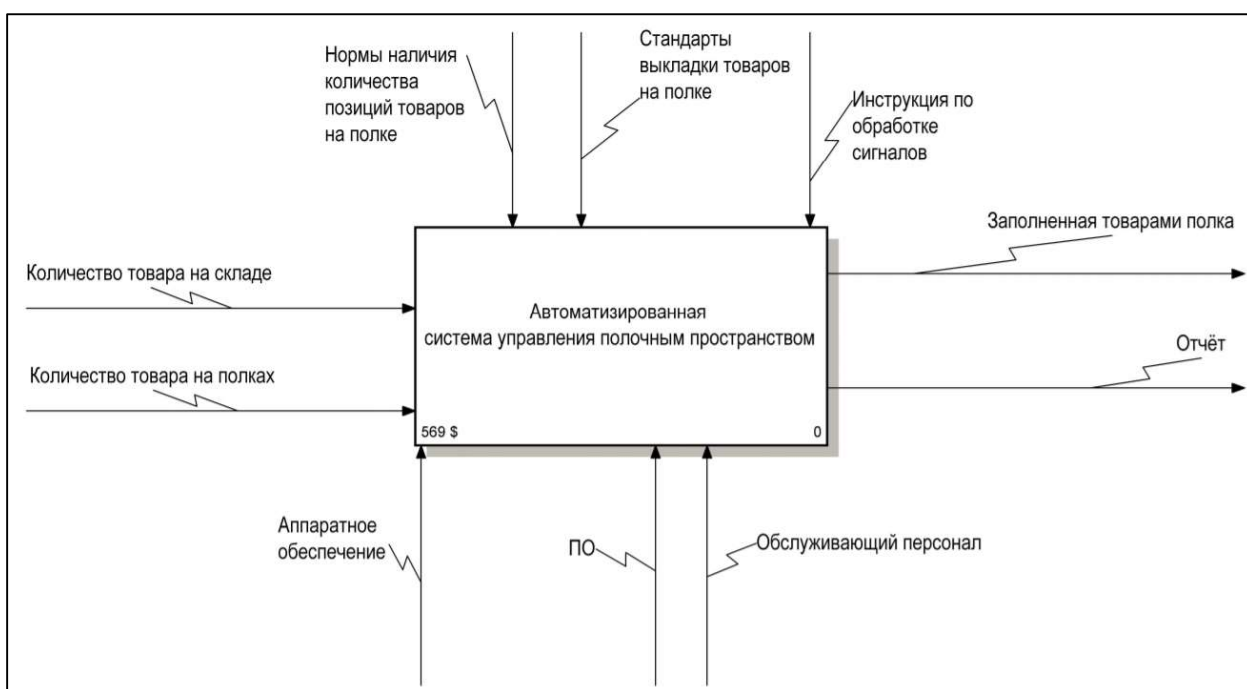 Нормы наличия
количества
позиций товаров
на полке
Стандарты
выкладки товаров
на полке
Инструкция по
обработке
сигналов
Заполненная товарами полка
Количество товара на складе
Автоматизированная
система управления полочным пространством
Отчёт
Количество товара на полках
569 $
0
Аппаратное
обеспечение
ПО
Обслуживающий персонал